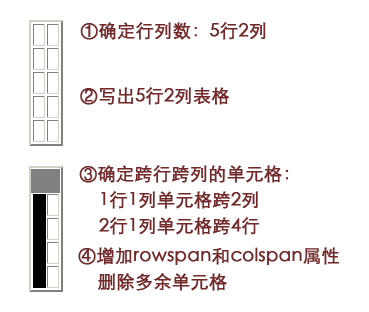 ①确定行列数：5行2列
②写出5行2列表格
③确定跨行跨列的单元格：
1行1列单元格跨2列
2行1列单元格跨4行
④增加rowspan和colspan属性
删除多余单元格